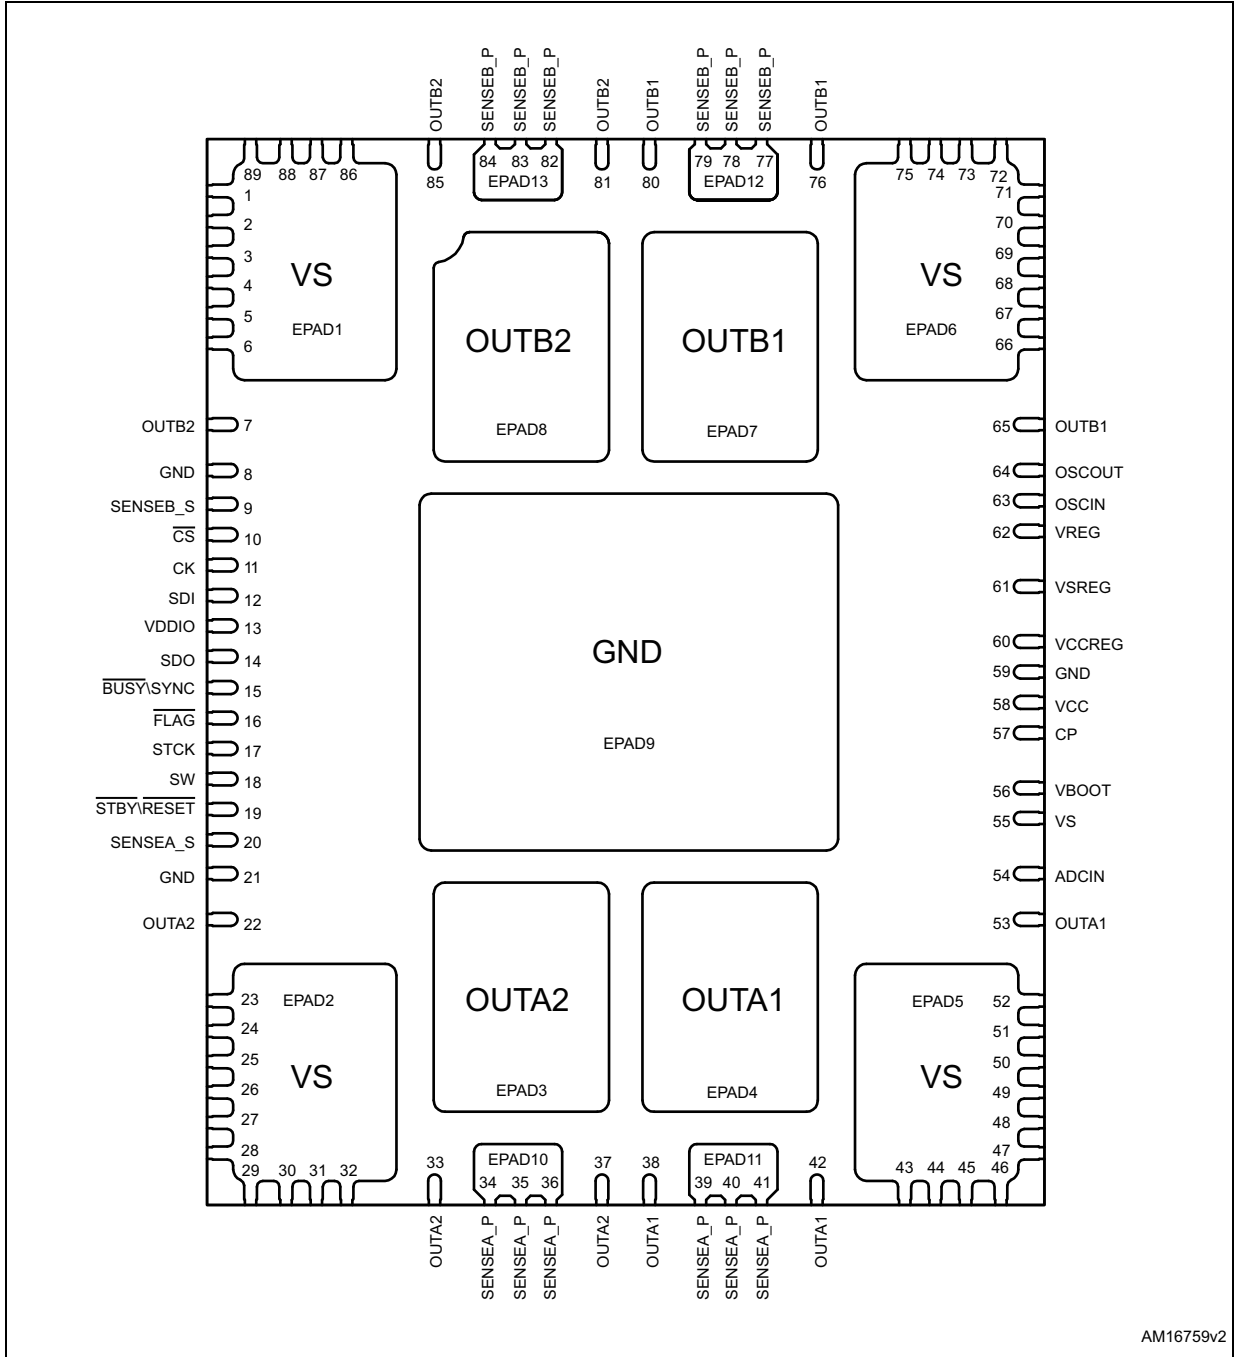 OUTB2 SENSEB_P SENSEB_P SENSEB_P OUTB2 OUTB1 SENSEB_P SENSEB_P SENSEB_P OUTB1
89 88 87 86 85 84 83 82 81 80 79 78 77 76 75 74 73 72
EPAD13 EPAD12
1 71
2 70
3 69
4 68
5 67
6 66
VS VS
EPAD1 EPAD6
OUTB2 OUTB1
EPAD8 EPAD7
OUTB2 7 65 OUTB1
GND 8 64 OSCOUT
SENSEB_S 9 63 OSCIN
CS 10 62 VREG
CK 11
SDI 12 61 VSREG
VDDIO 13
SDO 14 60 VCCREG
GND
59 GND
BUSY\SYNC 15 58 VCC
FLAG 16 57 CP
EPAD9
STCK 17
SW 18 56 VBOOT
STBY\RESET 19 55 VS
SENSEA_S 20
GND 21 54 ADCIN
OUTA2 22 53 OUTA1
23 EPAD2 OUTA2 OUTA1 EPAD5 52
24 51
25 50
VS VS
26 49
EPAD3 EPAD4
27 48
28 47
29 30 31 32 33 EPAD10 37 38 EPAD11 42 43 44 45 46
34 35 36 39 40 41
OUTA2 SENSEA_P SENSEA_P SENSEA_P OUTA2 OUTA1 SENSEA_P SENSEA_P SENSEA_P OUTA1
AM16759v2